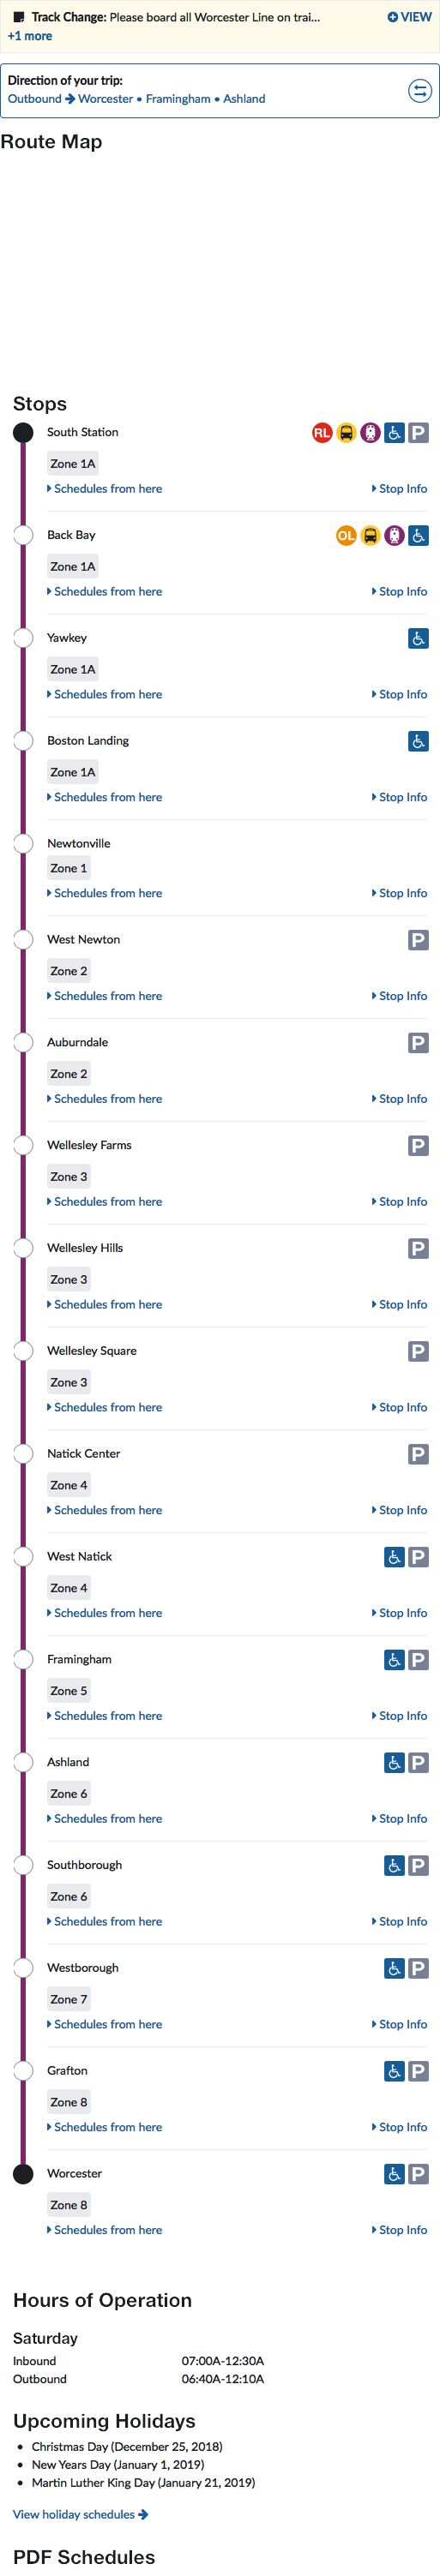 Track Change: Please board all Worcester Line on trai... VIEW
+1 more
Direction of your trip:
Outbound Worcester • Framingham • Ashland
Route Map
Stops
South Station RL P
Zone 1A
Schedules from here Stop Info
Back Bay OL
Zone 1A
Schedules from here Stop Info
Yawkey
Zone 1A
Schedules from here Stop Info
Boston Landing
Zone 1A
Schedules from here Stop Info
Newtonville
Zone 1
Schedules from here Stop Info
West Newton P
Zone 2
Schedules from here Stop Info
Auburndale P
Zone 2
Schedules from here Stop Info
Wellesley Farms P
Zone 3
Schedules from here Stop Info
Wellesley Hills P
Zone 3
Schedules from here Stop Info
Wellesley Square P
Zone 3
Schedules from here Stop Info
Natick Center P
Zone 4
Schedules from here Stop Info
West Natick P
Zone 4
Schedules from here Stop Info
Framingham P
Zone 5
Schedules from here Stop Info
Ashland P
Zone 6
Schedules from here Stop Info
Southborough P
Zone 6
Schedules from here Stop Info
Westborough P
Zone 7
Schedules from here Stop Info
Grafton P
Zone 8
Schedules from here Stop Info
Worcester P
Zone 8
Schedules from here Stop Info
Hours of Operation
Saturday
Inbound 07:00A-12:30A
Outbound 06:40A-12:10A
Upcoming Holidays
• Christmas Day (December 25, 2018)
• New Years Day (January 1, 2019)
• Martin Luther King Day (January 21, 2019)
View holiday schedules
PDF Schedules